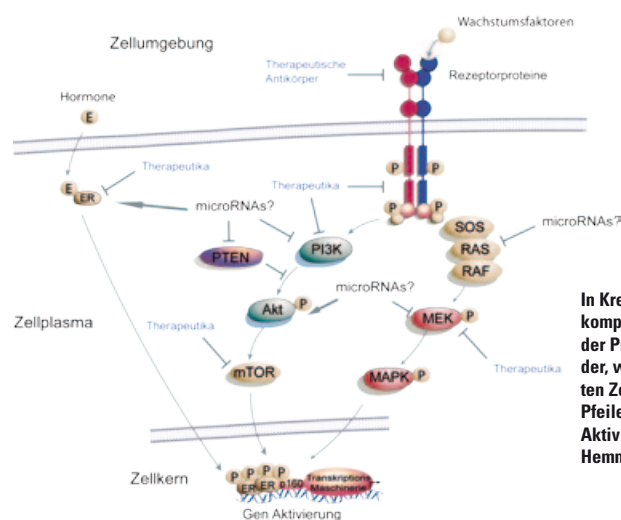 Wachstumsfaktoren
Zellumgebung
Therapeutische
Antikörper
Rezeptorproteine
Hormone
E
Therapeutika
P
P
E
ER
Therapeutika
microRNAs?
P
P
SOS
RAS
RAF
microRNAs?
PTEN
PI3K
Akt
P
microRNAs?
MEK
P
Zellplasma
Therapeutika
mTOR
MAPK
P
Therapeutika
Zellkern
P
P
P
P
ER
ER
p160
Transkriptions
Maschinerie
Gen Aktivierung
In Kre
komp
der P
der, w
ten Ze
Pfeile
Aktiv
Hemn